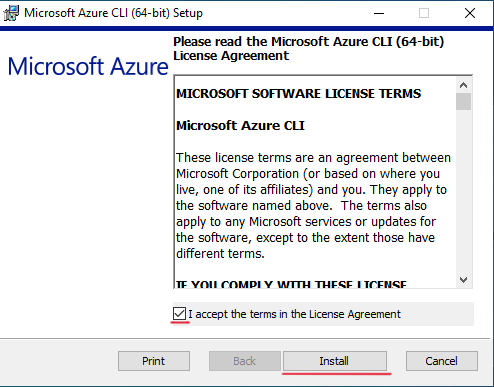 Microsoft Azure CLI (64-bit) Setup
Please read the Microsoft Azure CLI (64-bit)
License Agreement
Microsoft Azure
MICROSOFT SOFTWARE LICENSE TERMS
Microsoft Azure CLI
These license terms are an agreement between
Microsoft Corporation (or based on where you
live, one of its affiliates) and you. They apply to
the software named above.  The terms also
apply to any Microsoft services or updates for
the software, except to the extent those have
different terms.
IF YOU COMPLY WITH THESE LICENSE
I accept the terms in the License Agreement
Print
Back
Install
Cancel